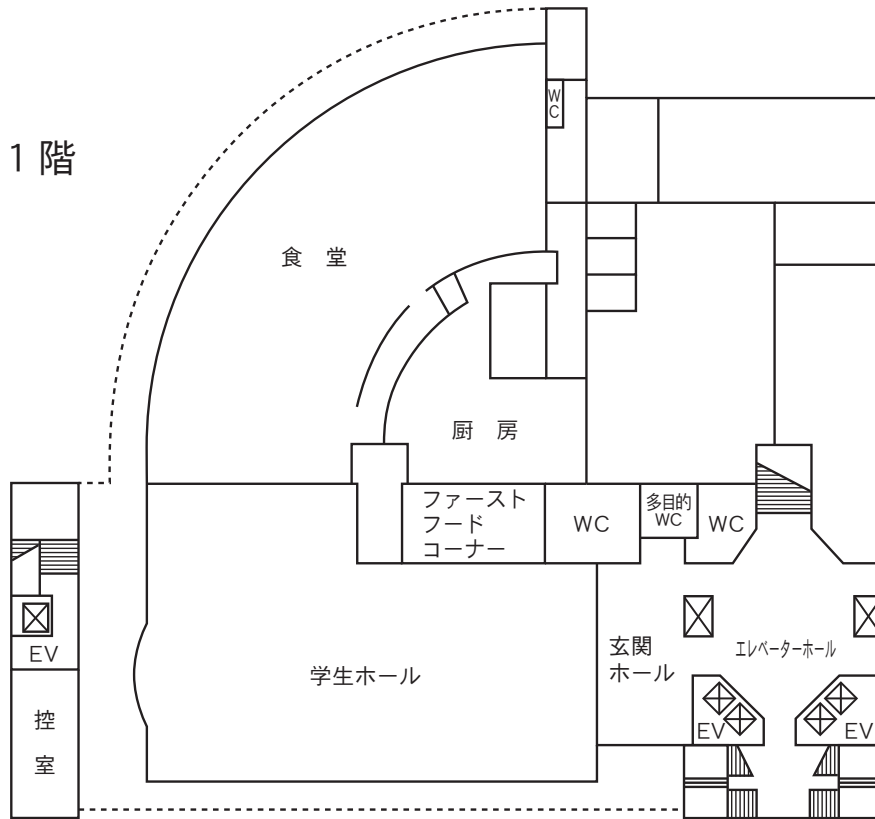 WC
1 階
食 堂
厨 房
ファースト
フード
コーナー
WC
多目的
WC
WC
EV
玄関
ホール
エレベーターホール
学生ホール
控
室
EV
EV